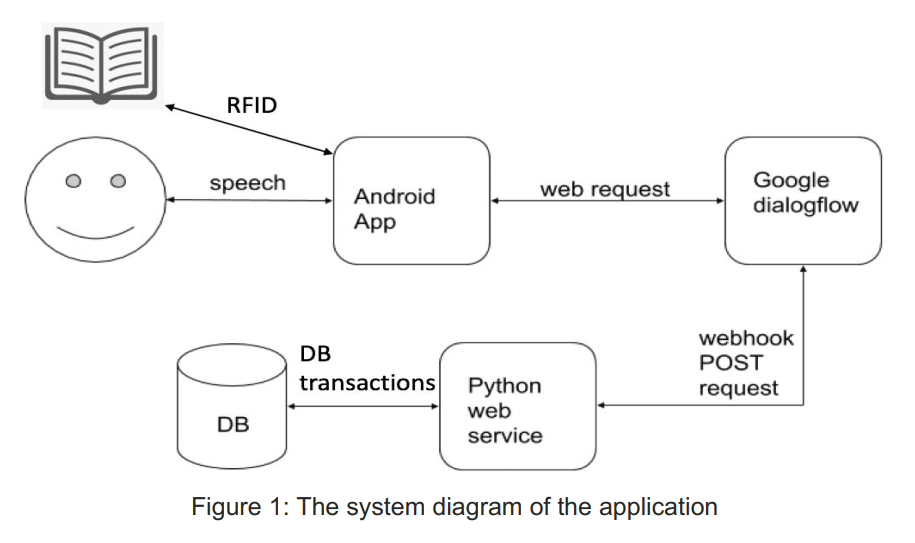 RFID
speech
Android
App
web request
Google
dialogflow
webhook
POST
request
DB
transactions
DB
Python
web
service
Figure 1: The system diagram of the application